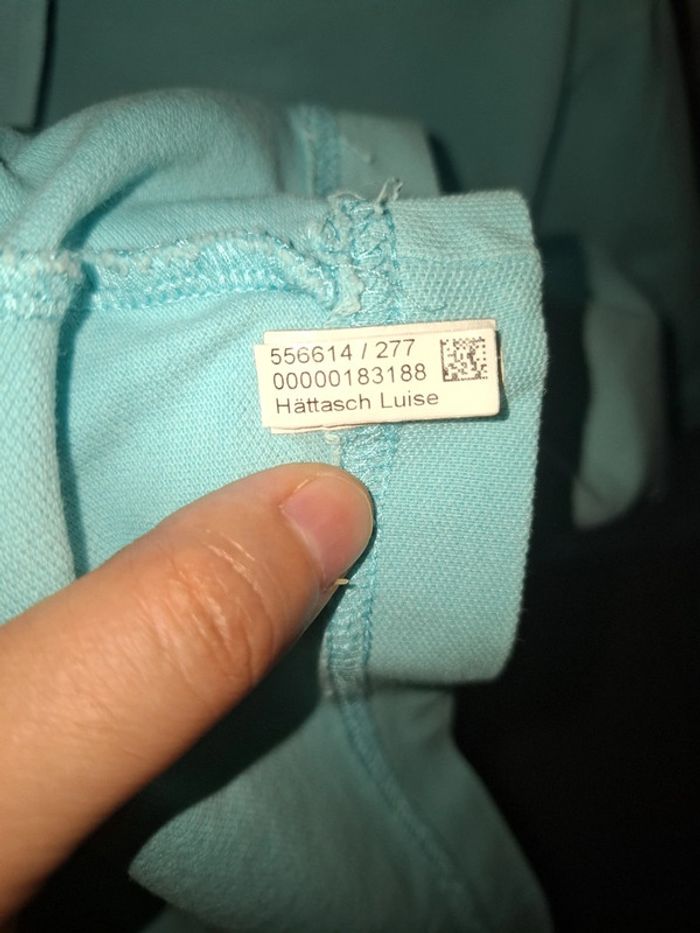 556614 / 277
00000183188
Hättasch Luise